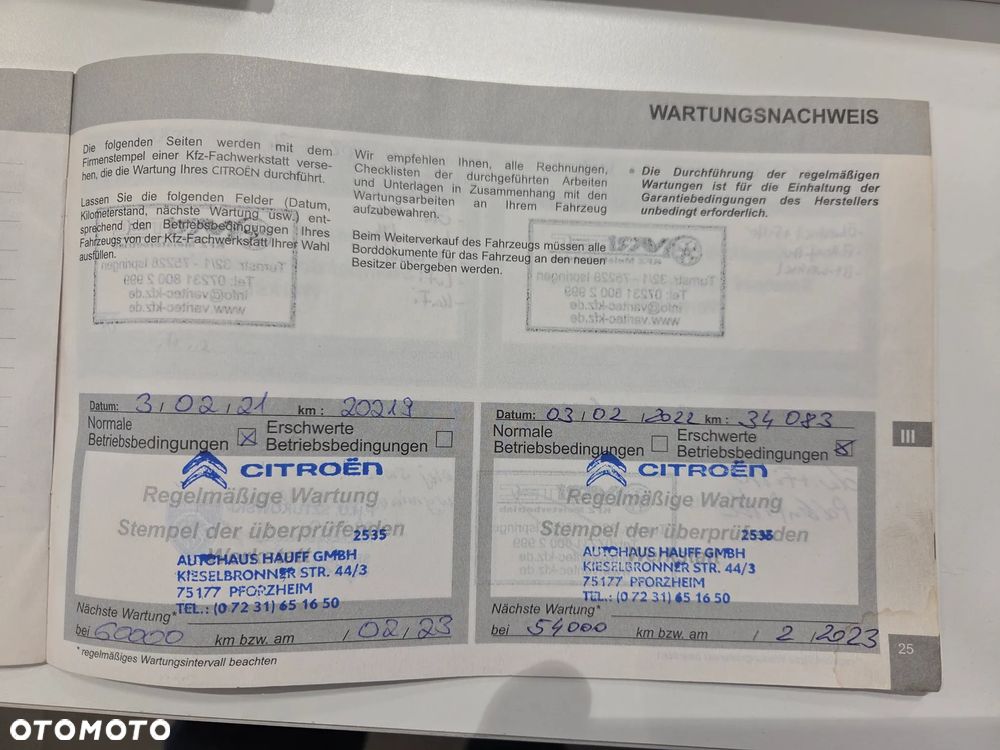 WARTUNGSNACHWEIS
Die folgenden Seiten werden mit dem
Firmenstempel einer Kfz-Fachwerkstatt verse-
hen, die die Wartung Ihres CITROËN durchführt.
Lassen Sie die folgenden Felder (Datum,
Kilometerstand, nächste Wartung usw.) ent-
sprechend den Betriebsbedingungen Ihres
Fahrzeugs von der Kfz-Fachwerkstatt Ihrer Wahl
ausfüllen.
Wir empfehlen Ihnen, alle Rechnungen,
Checklisten der durchgeführten Arbeiten
und Unterlagen in Zusammenhang mit den
Wartungsarbeiten an Ihrem Fahrzeug
aufzubewahren.
Beim Weiterverkauf des Fahrzeugs müssen alle
Borddokumente für das Fahrzeug an den neuen
Besitzer übergeben werden.
Die Durchführung der regelmäßigen
Wartungen ist für die Einhaltung der
Garantiebedingungen des Herstellers
unbedingt erforderlich.
Datum: 3, 02, 21 km: 20219
Normale
Betriebsbedingungen
Erschwerte
Betriebsbedingungen
CITROËN
Regelmäßige Wartung
Stempel der überprüfenden
2535
AUTOHAUS HAUFF GMBH
KIESELBRONNER STR. 44/3
75177 PFORZHEIM
TEL.: (0 72 31) 65 16 50
Nächste Wartung*
bei 60000 km bzw. am / 02, 23
Datum: 03 / 02 / 2022 km: 34 083
Normale
Betriebsbedingungen
Erschwerte
Betriebsbedingungen
CITROËN
Regelmäßige Wartung
Stempel der überprüfenden
2535
AUTOHAUS HAUFF GMBH
KIESELBRONNER STR. 44/3
75177 PFORZHEIM
TEL.: (0 72 31) 65 16 50
Nächste Wartung*
bei 54000 km bzw. am / 2 / 2023
* regelmäßiges Wartungsintervall beachten
III
25
OTOMOTO